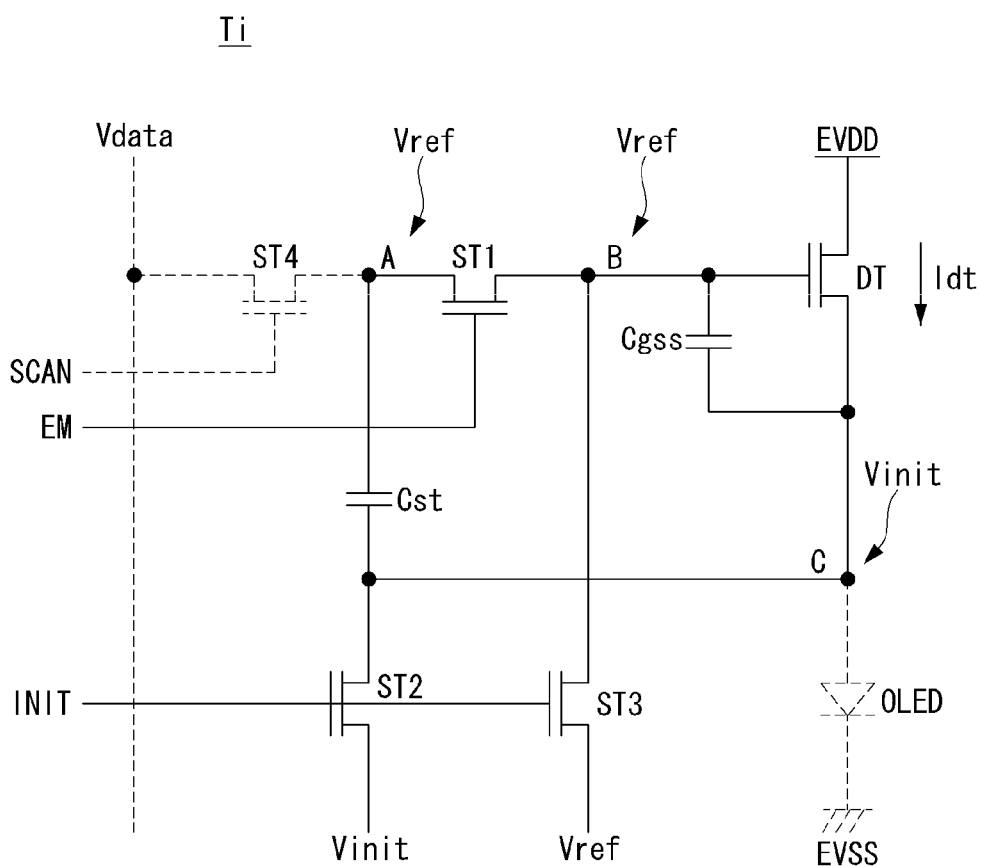 Ti
Vdata
Vref
Vref
EVDD
ST4
A
ST1
B
DT
Idt
Cgss
SCAN
EM
Vinit
Cst
C
INIT
ST2
ST3
OLED
Vinit
Vref
EVSS